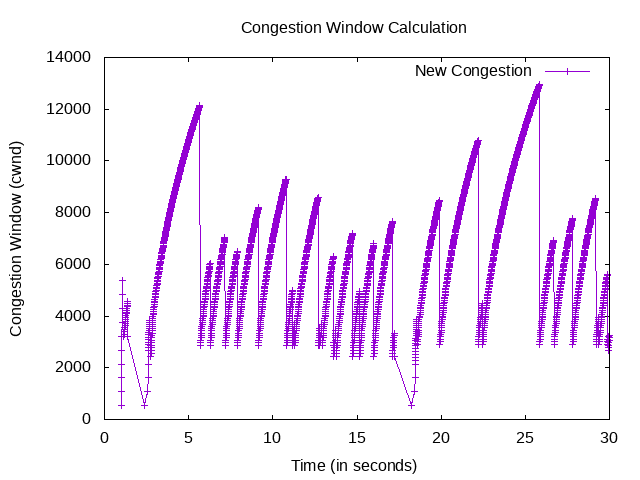 Congestion Window Calculation
New Congestion
14000
12000
10000
8000
6000
4000
2000
0
Congestion Window (cwnd)
0 5 10 15 20 25 30
Time (in seconds)